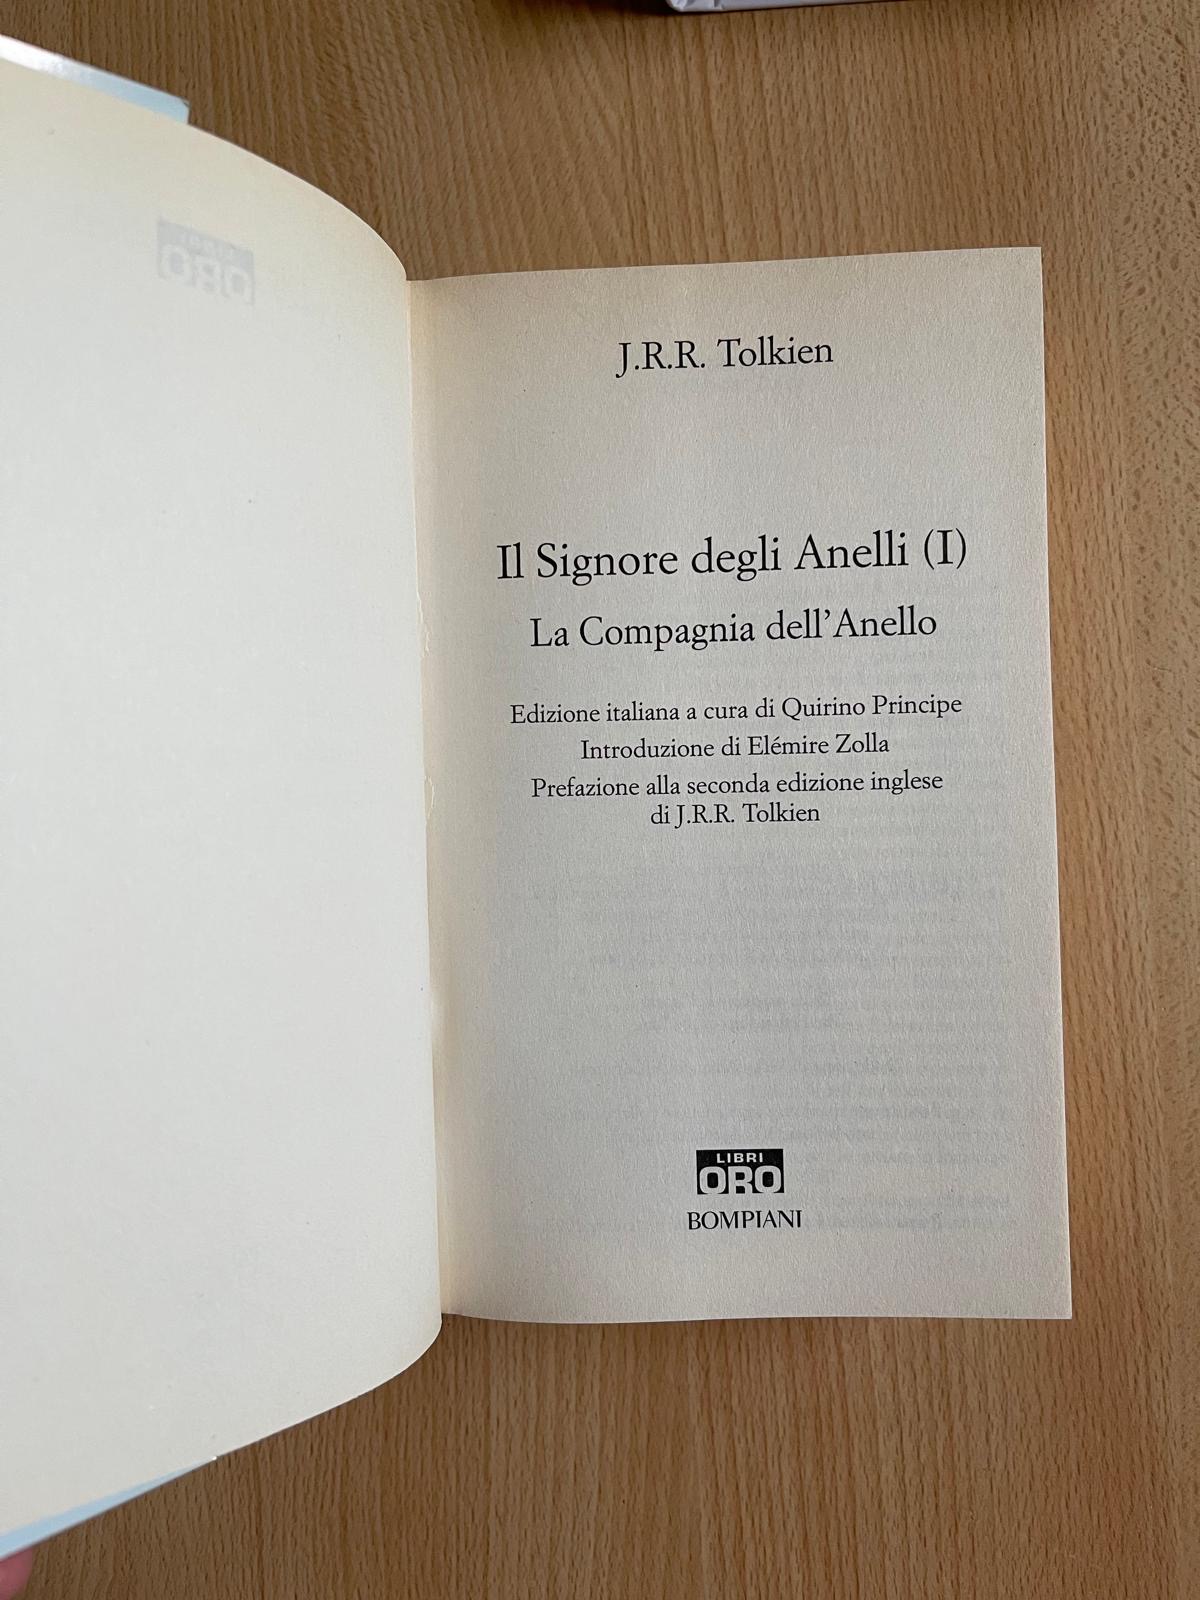 J.R.R. Tolkien
Il Signore degli Anelli (I)
La Compagnia dell’Anello
Edizione italiana a cura di Quirino Principe
Introduzione di Elémire Zolla
Prefazione alla seconda edizione inglese
di J.R.R. Tolkien
LIBRI
ORO
BOMPIANI